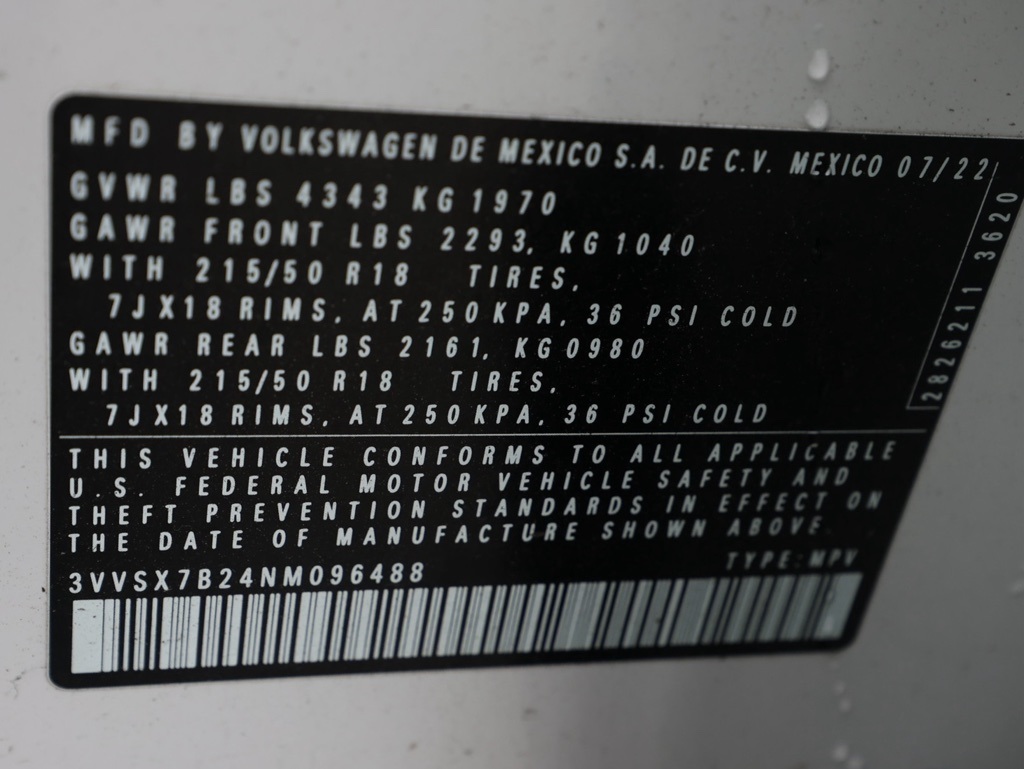 MFD BY VOLKSWAGEN DE MEXICO S.A. DE C.V. MEXICO 07/22
GVWR LBS 4343 KG 1970
GAWR FRONT LBS 2293, KG 1040
WITH 215/50 R18 TIRES,
7JX18 RIMS, AT 250 KPA, 36 PSI COLD
GAWR REAR LBS 2161, KG 0980
WITH 215/50 R18 TIRES,
7JX18 RIMS, AT 250 KPA, 36 PSI COLD
2826211 3620
THIS VEHICLE CONFORMS TO ALL APPLICABLE
U.S. FEDERAL MOTOR VEHICLE SAFETY AND
THEFT PREVENTION STANDARDS IN EFFECT ON
THE DATE OF MANUFACTURE SHOWN ABOVE.
TYPE: MPV
3VVSX7B24NM096488